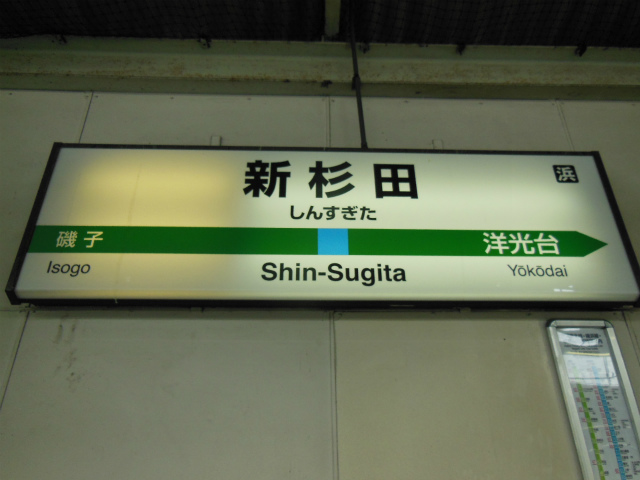 新杉田
浜
しんすぎた
磯子
洋光台
Isogo
Shin-Sugita
Yōkōdai